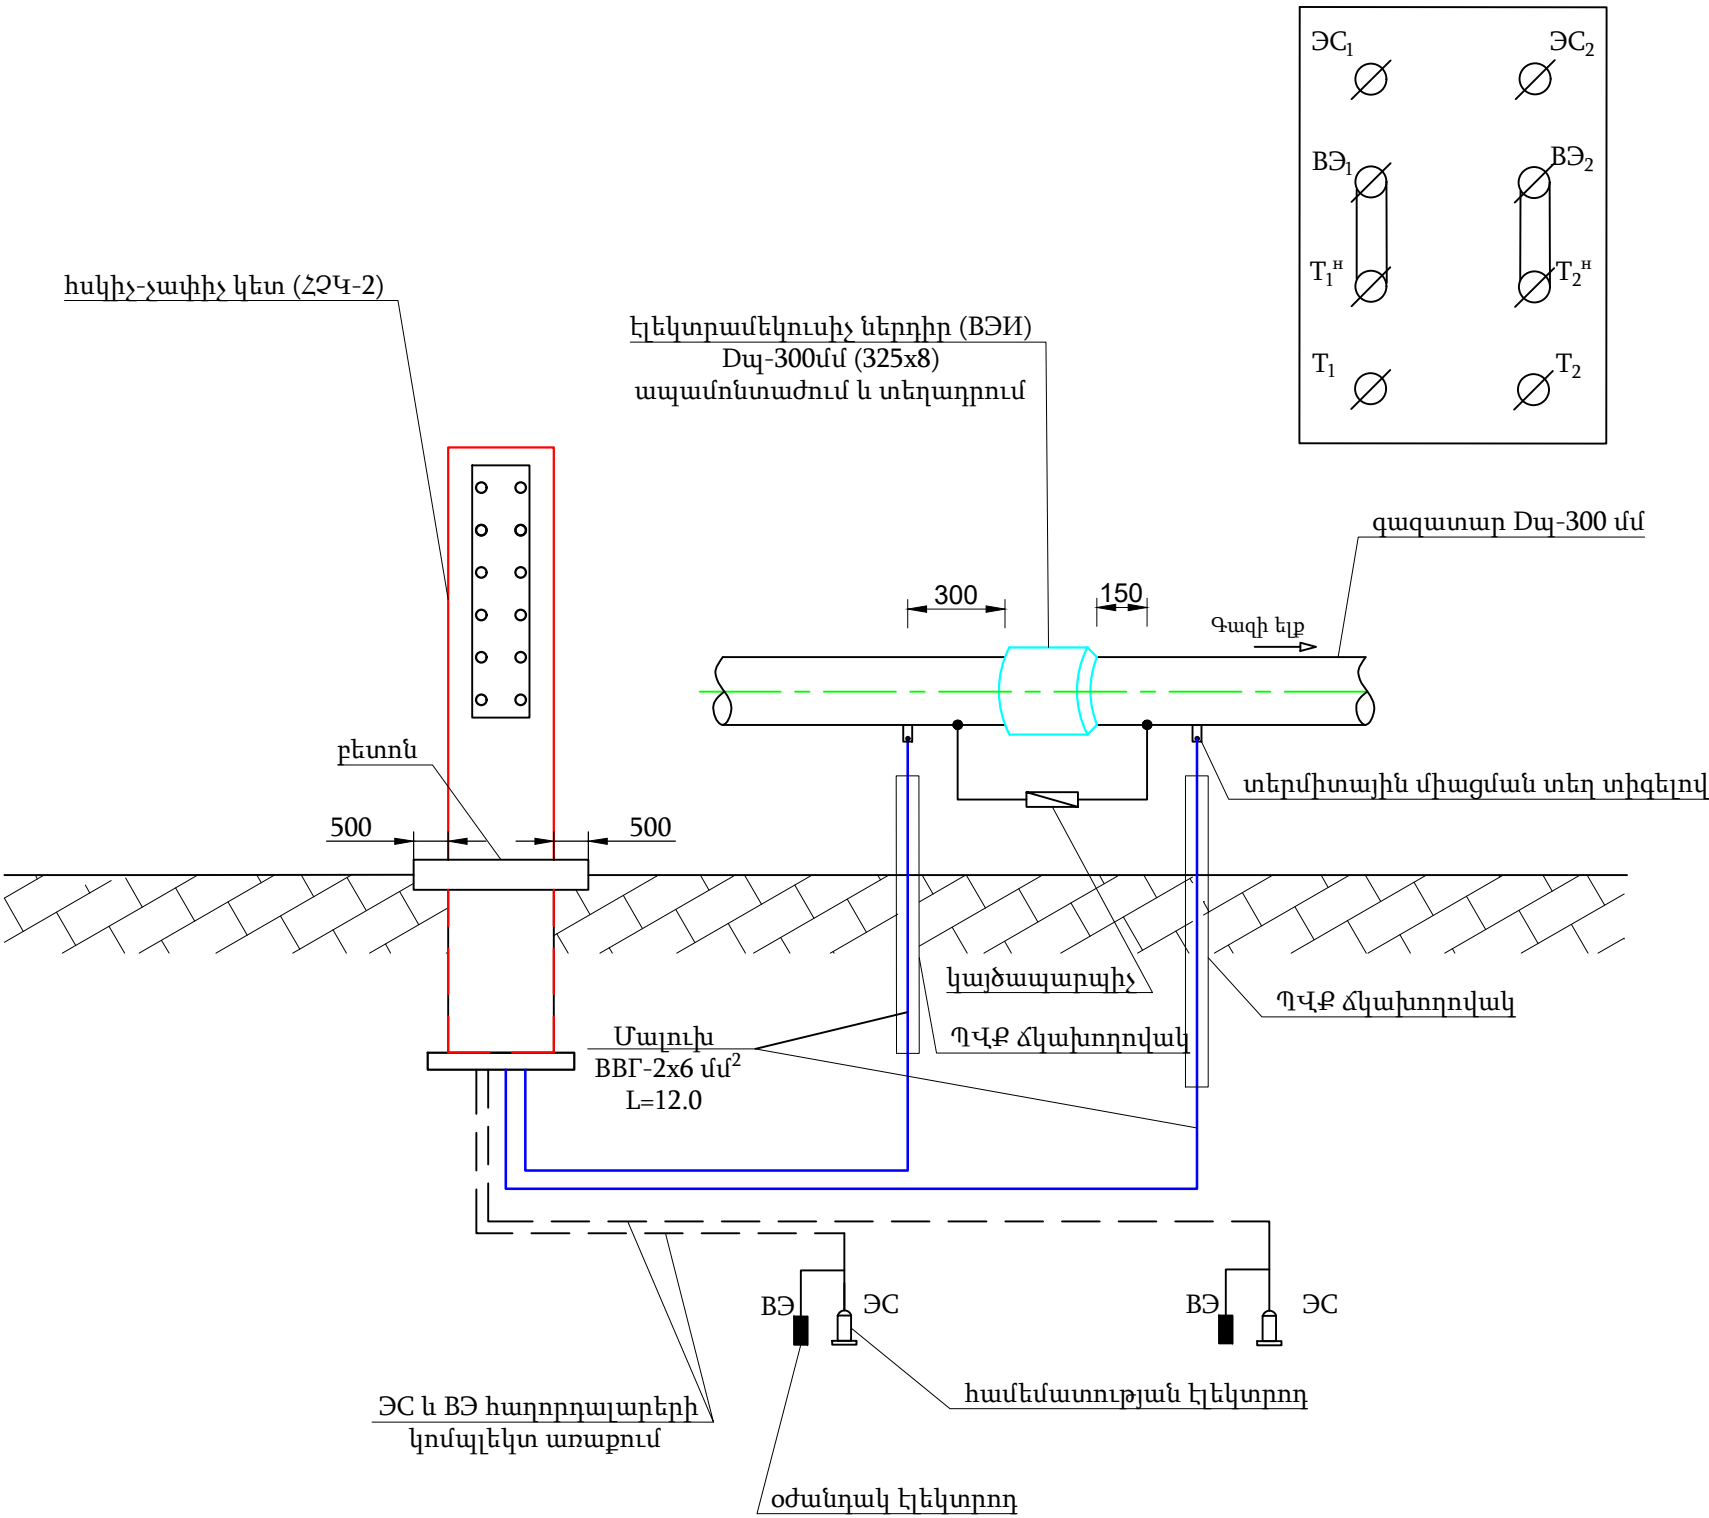 ЭС1
ЭС2
ВЭ1
ВЭ2
Т1н
Т2н
Т1
Т2
հսկիչ-չափիչ կետ (ՀՉԿ-2)
էլեկտրամեկուսիչ ներդիր (ВЭИ)
Dպ-300մմ (325x8)
ապամոնտաժում և տեղադրում
գազատար Dպ-300 մմ
300
150
Գազի ելք
բետոն
տերմիտային միացման տեղ տիգելով
500
500
կայծապարպիչ
ՊՎՔ ճկախողովակ
ՊՎՔ ճկախողովակ
Մալուխ
ВВГ-2x6 մմ2
L=12.0
ВЭ
ЭС
ВЭ
ЭС
համեմատության էլեկտրոդ
ЭС և ВЭ հաղորդալարերի
կոմպլեկտ առաքում
օժանդակ էլեկտրոդ